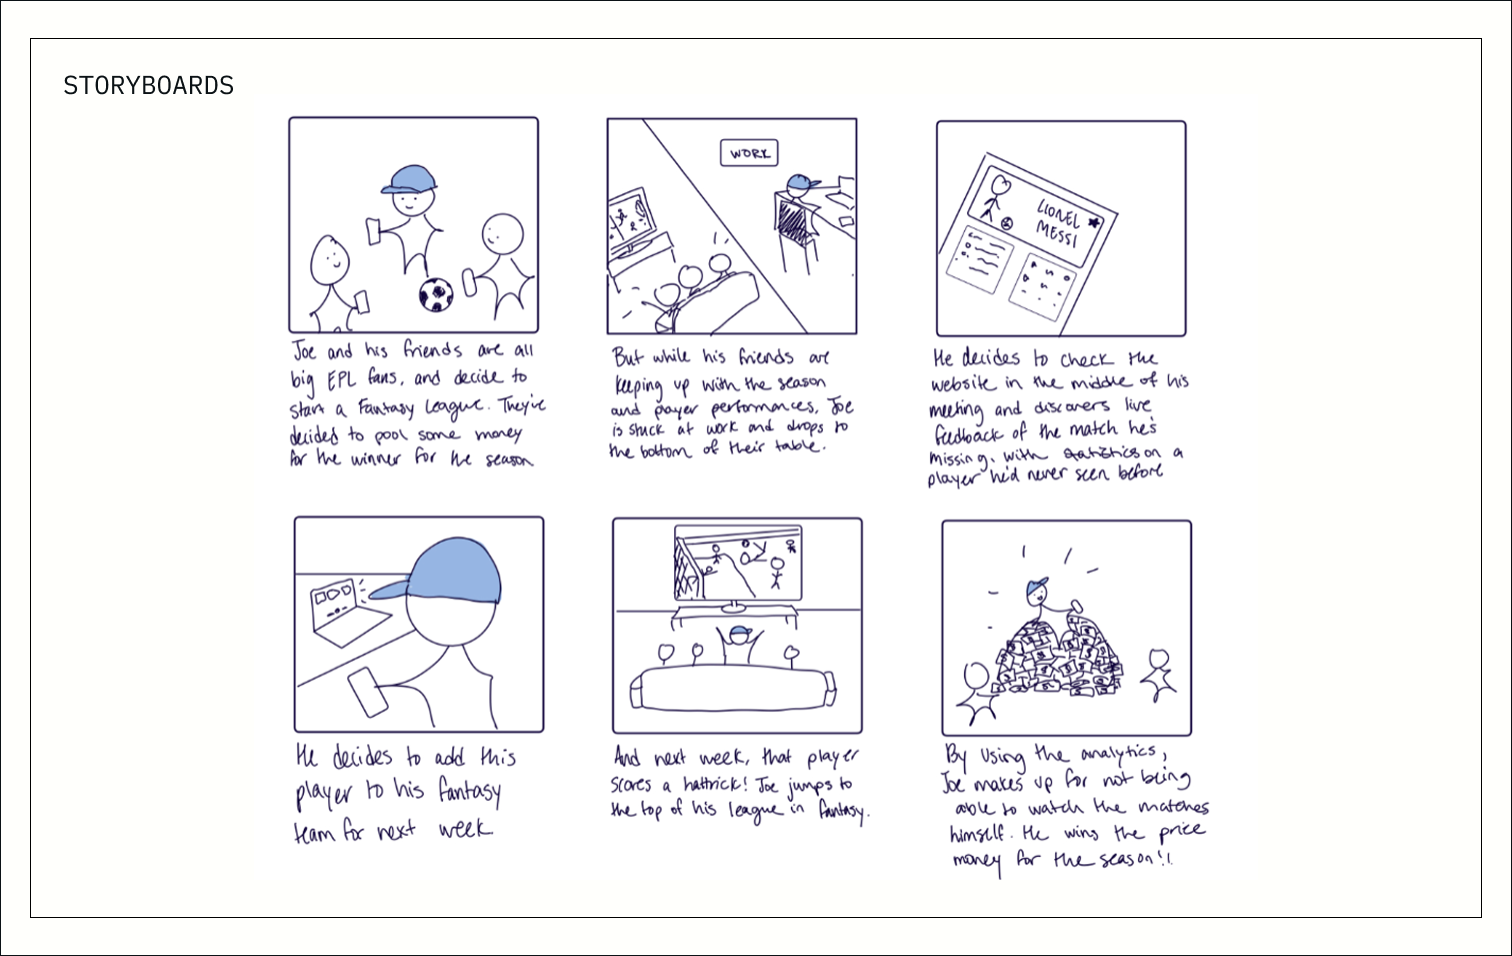 STORYBOARDS
Joe and his friends are all
big EPL fans, and decide to
start a Fantasy League. They've
decided to pool some money
for the winner for the season
WORK
But while his friends are
keeping up with the season
and player performances, Joe
is stuck at work and drops to
the bottom of their table.
LIONEL
MESSI
He decides to check the
website in the middle of his
meeting and discovers live
feedback of the match he's
missing, with statistics on a
player he'd never seen before
He decides to add this
player to his fantasy
team for next week
And next week, that player
scores a hattrick! Joe jumps to
the top of his league in fantasy.
By using the analytics,
Joe makes up for not being
able to watch the matches
himself. He wins the price
money for the season!!